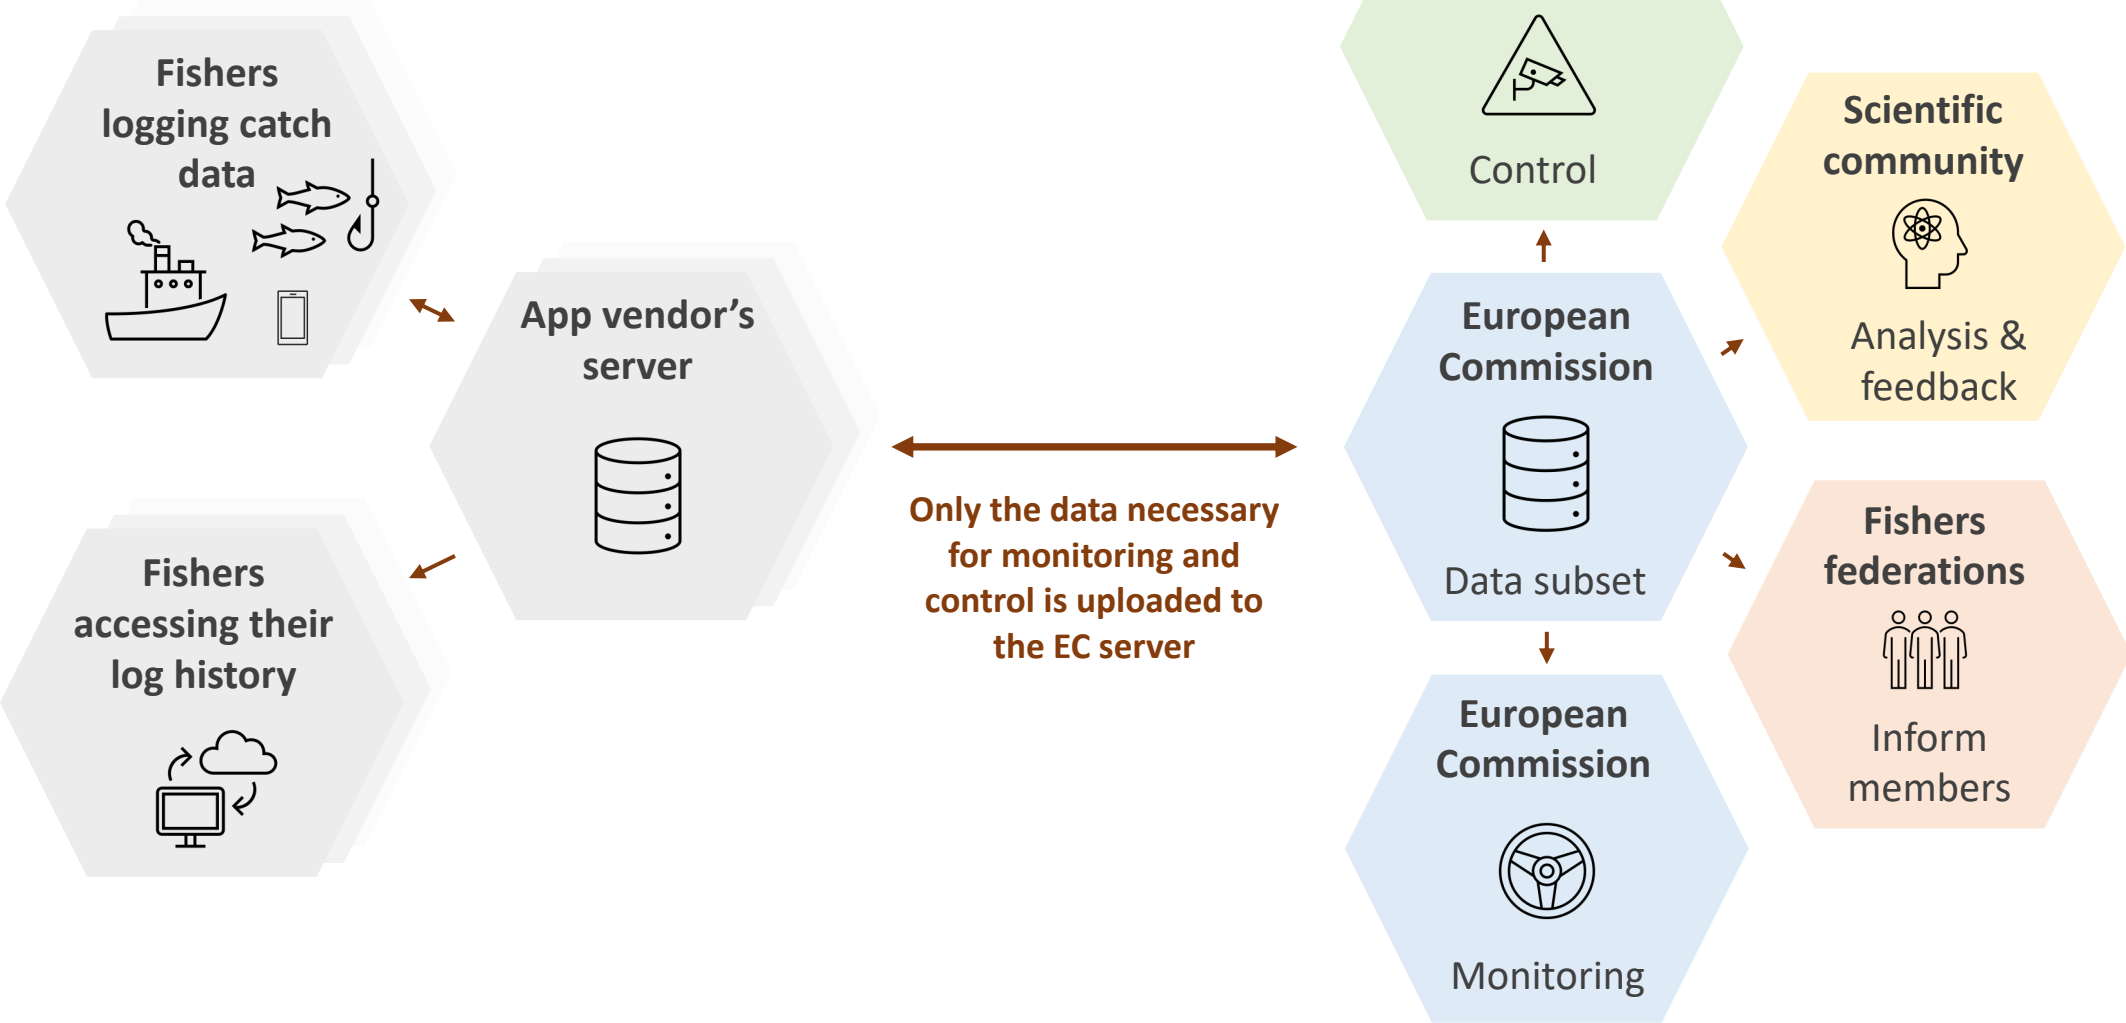 Fishers
logging catch
data
App vendor's
server
Fishers
accessing their
log history
Only the data necessary
for monitoring and
control is uploaded to
the EC server
Control
European
Commission
Data subset
European
Commission
Monitoring
Scientific
community
Analysis &
feedback
Fishers
federations
Inform
members